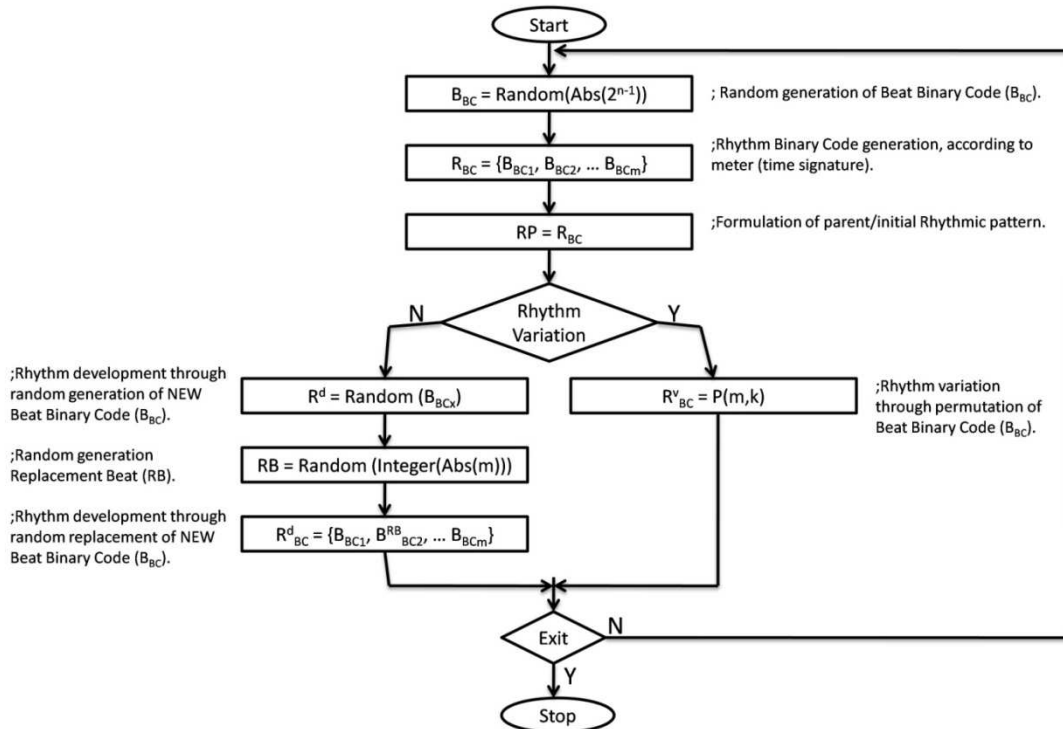 Start
B_BC = Random(Abs(2^n-1))
; Random generation of Beat Binary Code (B_BC).
R_BC = {B_BC1, B_BC2, ... B_BCm}
;Rhythm Binary Code generation, according to
meter (time signature).
RP = R_BC
;Formulation of parent/initial Rhythmic pattern.
N
Rhythm
Variation
Y
;Rhythm development through
random generation of NEW
Beat Binary Code (B_BC).
R^d = Random (B_BCx)
R^v_BC = P(m,k)
;Rhythm variation
through permutation of
Beat Binary Code (B_BC).
;Random generation
Replacement Beat (RB).
RB = Random (Integer(Abs(m)))
;Rhythm development through
random replacement of NEW
Beat Binary Code (B_BC).
R^d_BC = {B_BC1, B^RB_BC2, ... B_BCm}
Exit
N
Y
Stop